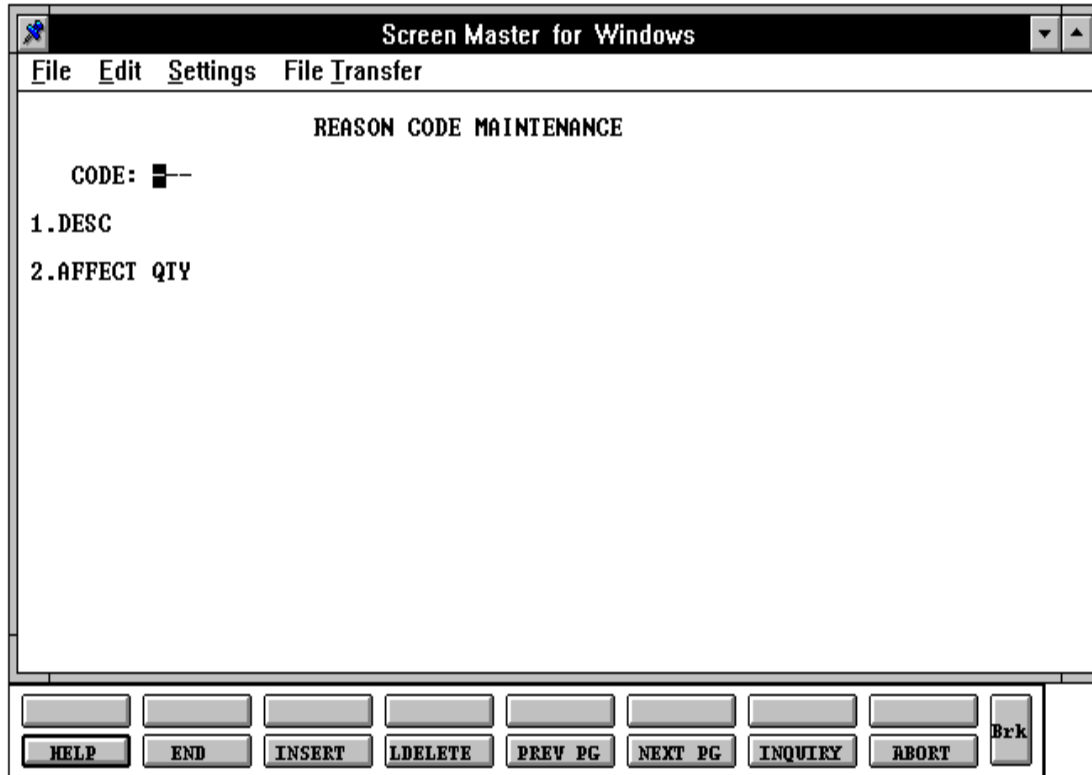 Screen Master for Windows
File Edit Settings File Transfer
REASON CODE MAINTENANCE
CODE: ---
1.DESC
2.AFFECT QTY
Brk
HELP END INSERT LDELETE PREV PG NEXT PG INQUIRY ABORT